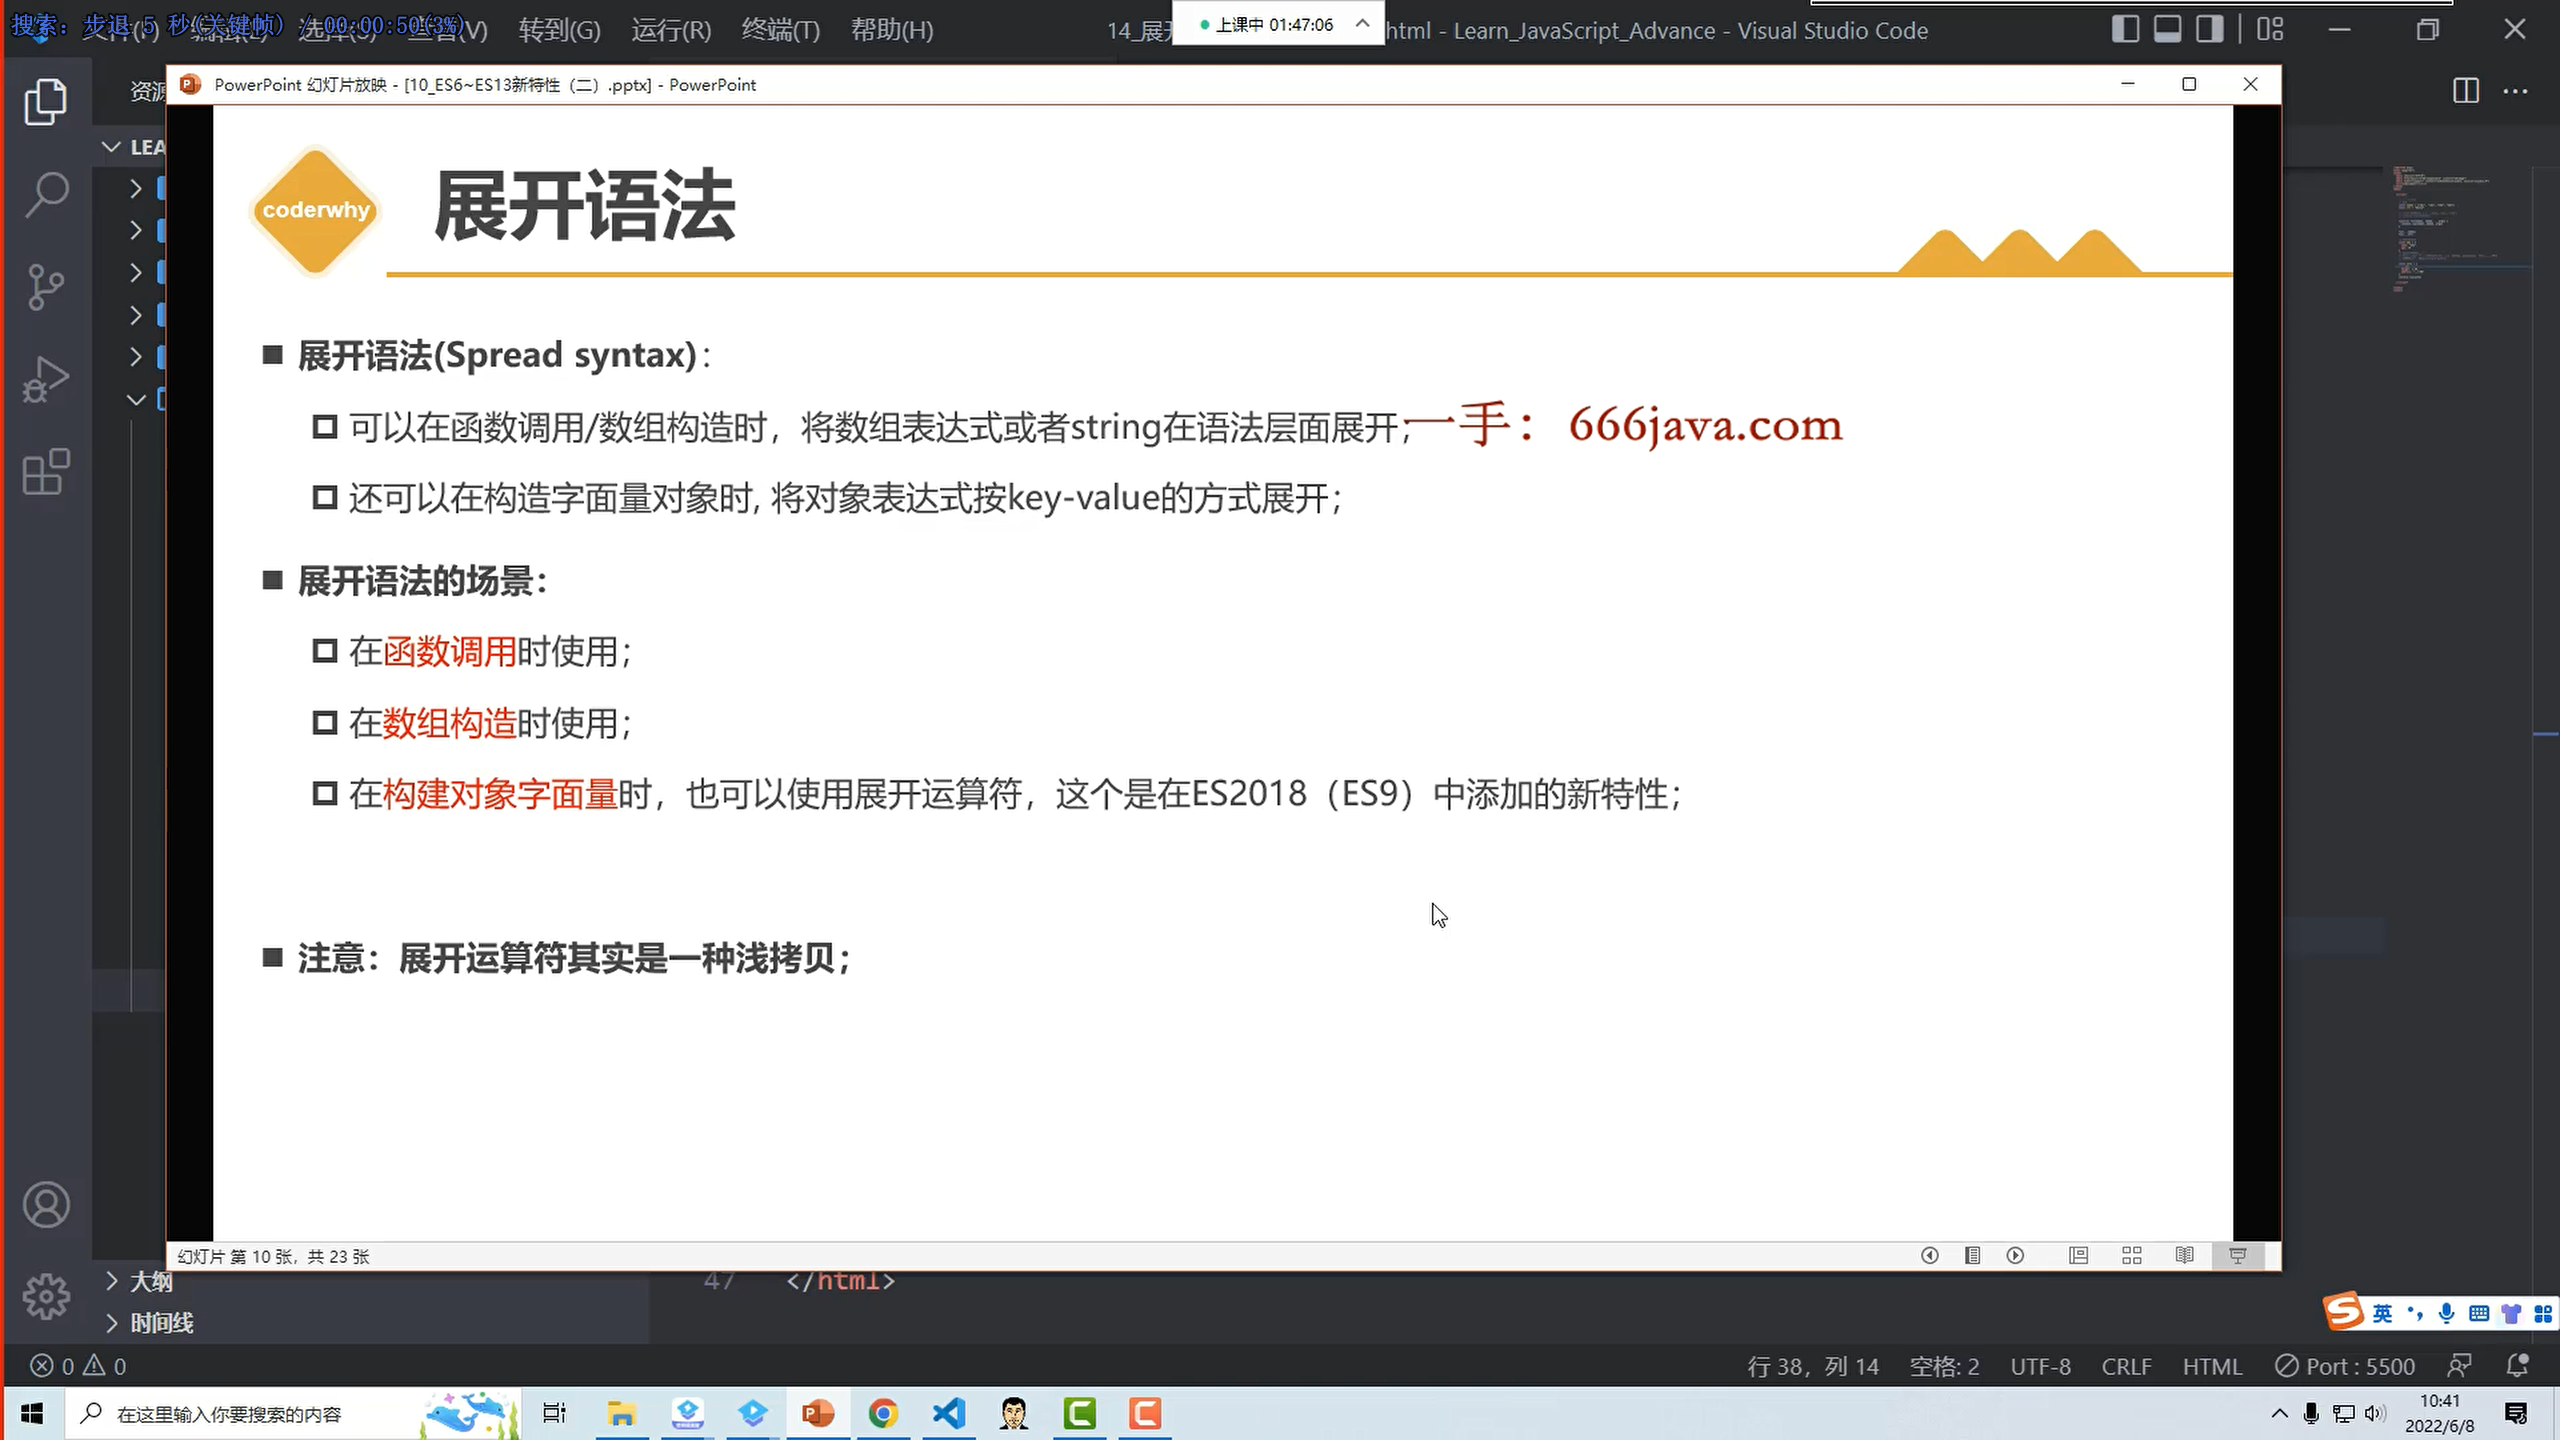 搜索: 步退 5 秒(关键帧) / 00:00:50(3%)
转到(G) 运行(R) 终端(T) 帮助(H)
14_展开
上课中 01:47:06
html - Learn_JavaScript_Advance - Visual Studio Code
资源
LEA
PowerPoint 幻灯片放映 - [10_ES6~ES13新特性（二）.pptx] - PowerPoint
coderwhy
展开语法
展开语法(Spread syntax)：
可以在函数调用/数组构造时，将数组表达式或者string在语法层面展开；
一手： 666java.com
还可以在构造字面量对象时, 将对象表达式按key-value的方式展开；
展开语法的场景：
在函数调用时使用；
在数组构造时使用；
在构建对象字面量时，也可以使用展开运算符，这个是在ES2018（ES9）中添加的新特性；
注意：展开运算符其实是一种浅拷贝；
幻灯片 第 10 张，共 23 张
大纲
时间线
47 </html>
英
0 0
行 38，列 14 空格: 2 UTF-8 CRLF HTML Port : 5500
在这里输入你要搜索的内容
10:41
2022/6/8